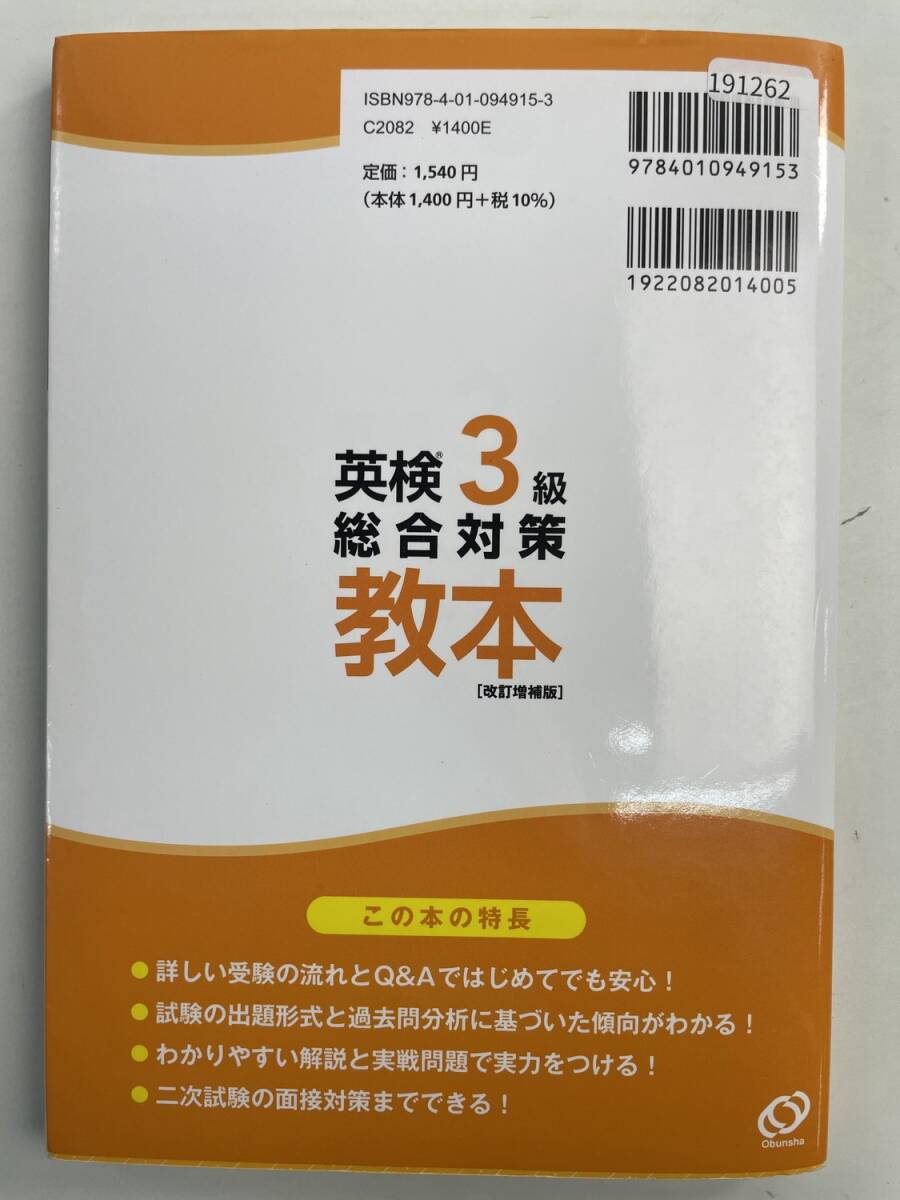 191262
ISBN978-4-01-094915-3
C2082 ¥1400E
定価：1,540円
（本体1,400円＋税10%）
9784010949153
1922082014005
英検®3級
総合対策
教本
［改訂増補版］
この本の特長
●詳しい受験の流れとQ&Aではじめてでも安心！
●試験の出題形式と過去問分析に基づいた傾向がわかる！
●わかりやすい解説と実戦問題で実力をつける！
●二次試験の面接対策までできる！
Obunsha